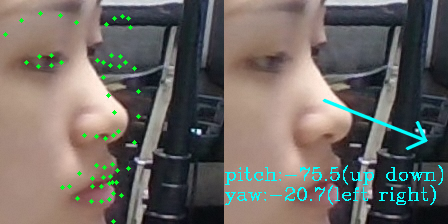 pitch:-75.5(up down)
yaw:-20.7(left right)